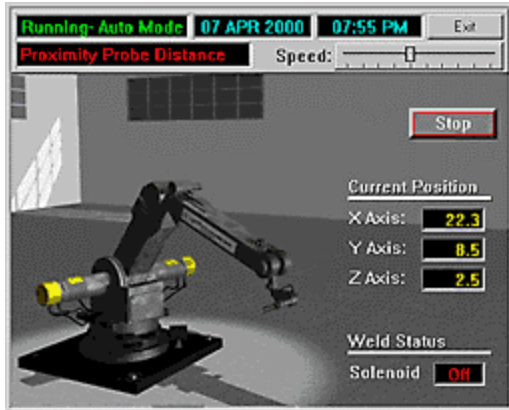 Running- Auto Mode 07 APR 2000 07:55 PM Exit
Proximity Probe Distance Speed:
Stop
Current Position
X Axis: 22.3
Y Axis: 8.5
Z Axis: 2.5
Weld Status
Solenoid Off